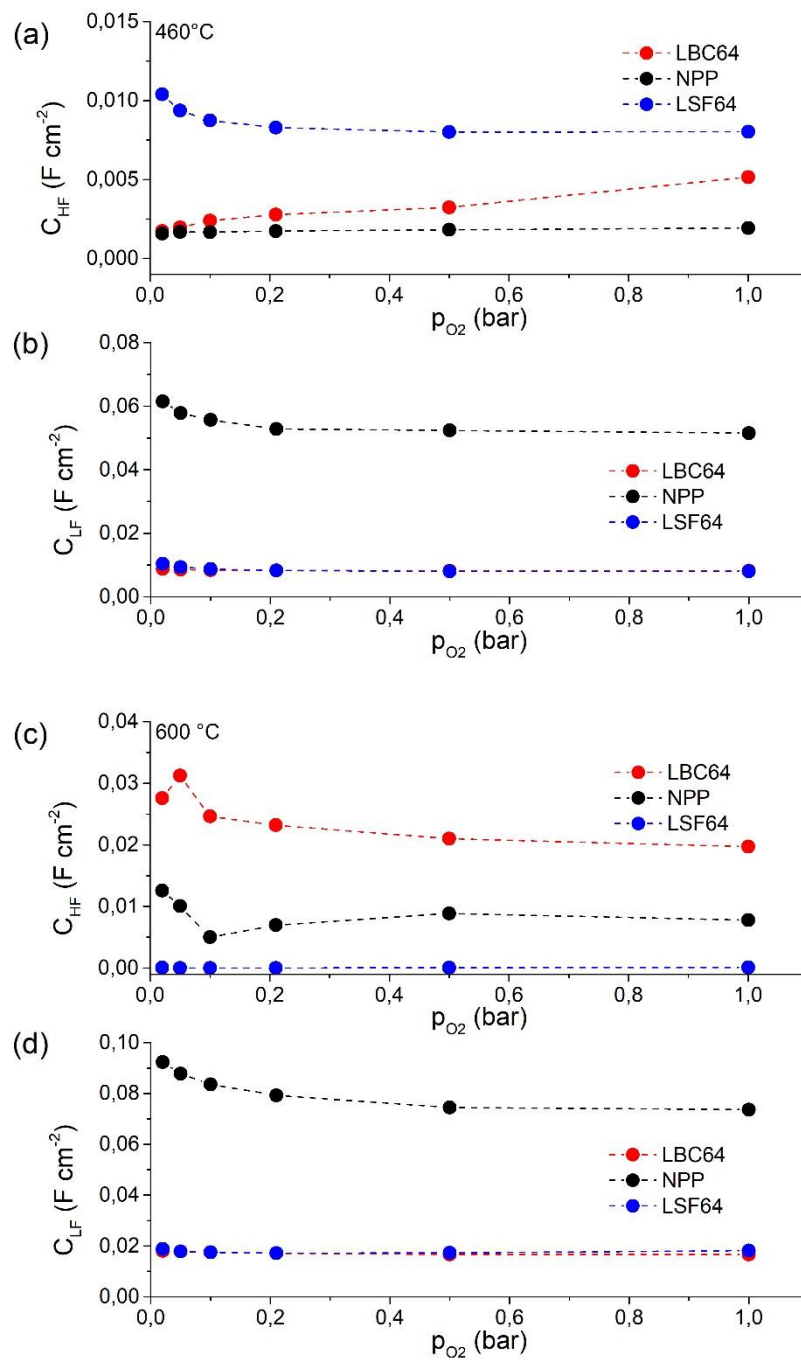 (a)
460°C
LBC64
NPP
LSF64
0,015
0,010
0,005
0,000
C_HF (F cm⁻²)
0,0 0,2 0,4 0,6 0,8 1,0
p_O2 (bar)
(b)
0,08
0,06
0,04
0,02
0,00
C_LF (F cm⁻²)
LBC64
NPP
LSF64
0,0 0,2 0,4 0,6 0,8 1,0
p_O2 (bar)
(c)
600 °C
0,04
0,03
0,02
0,01
0,00
C_HF (F cm⁻²)
LBC64
NPP
LSF64
0,0 0,2 0,4 0,6 0,8 1,0
p_O2 (bar)
(d)
0,10
0,08
0,06
0,04
0,02
0,00
C_LF (F cm⁻²)
LBC64
NPP
LSF64
0,0 0,2 0,4 0,6 0,8 1,0
p_O2 (bar)